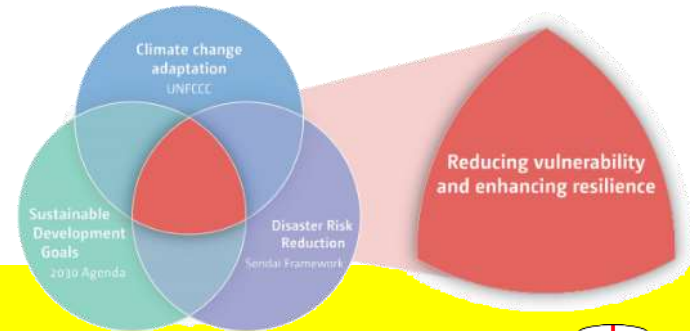 Climate change
adaptation
UNFCCC
Sustainable
Development
Goals
2030 Agenda
Disaster Risk
Reduction
Sendai Framework
Reducing vulnerability
and enhancing resilience